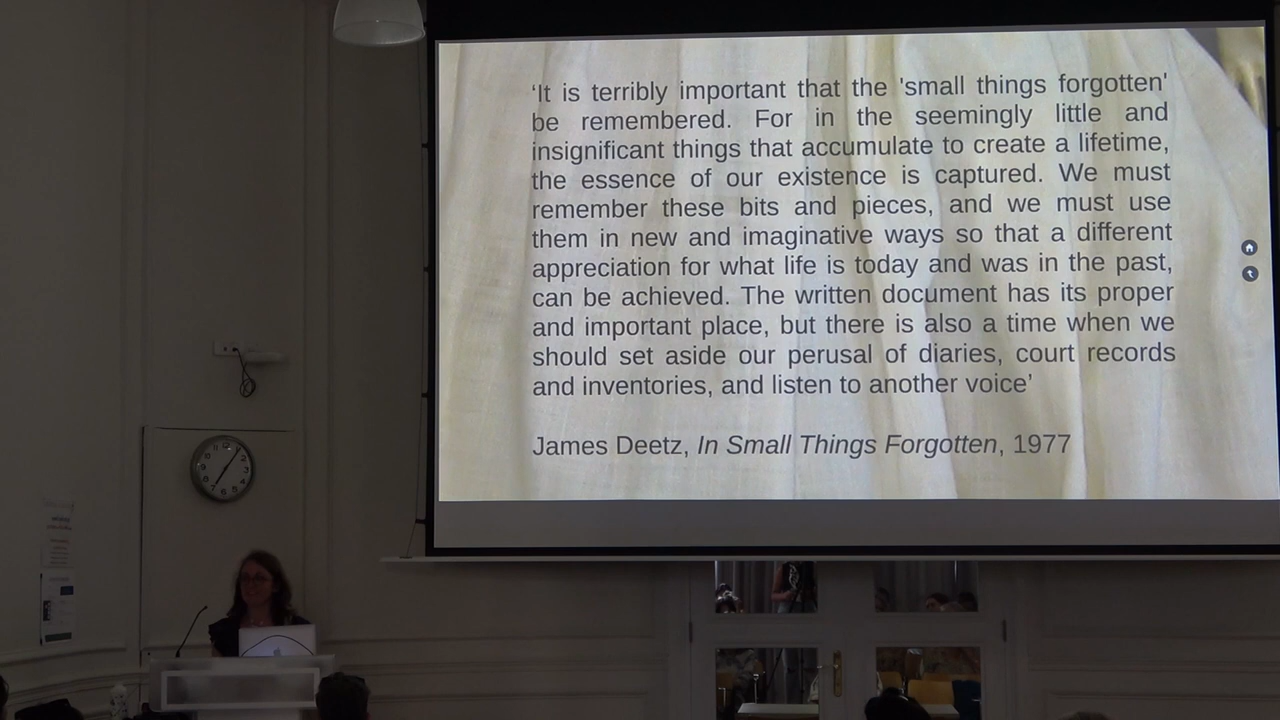 ‘It is terribly important that the 'small things forgotten'
be remembered. For in the seemingly little and
insignificant things that accumulate to create a lifetime,
the essence of our existence is captured. We must
remember these bits and pieces, and we must use
them in new and imaginative ways so that a different
appreciation for what life is today and was in the past,
can be achieved. The written document has its proper
and important place, but there is also a time when we
should set aside our perusal of diaries, court records
and inventories, and listen to another voice’
James Deetz, In Small Things Forgotten, 1977